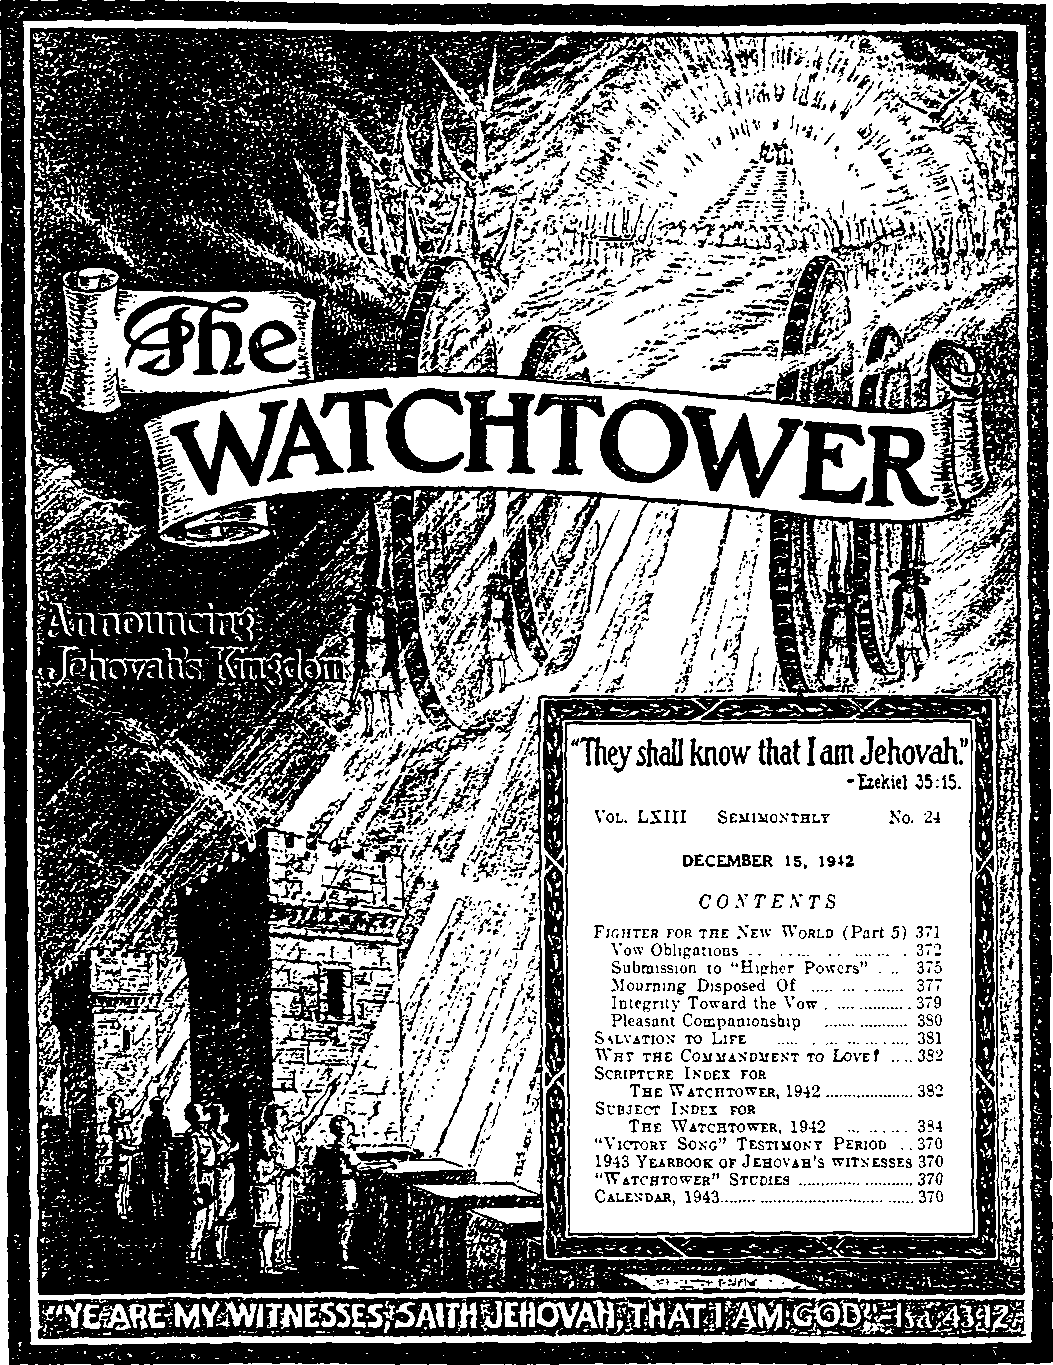 The
WATCHTOWER
Announcing
Jehovah's Kingdom
"They shall know that I am Jehovah."
- Ezekiel 35:15.
VOL. LXIII SEMIMONTHLY No. 24
DECEMBER 15, 1942
CONTENTS
FIGHTER FOR THE NEW WORLD (Part 5) 371
Vow Obligations 372
Submission to "Higher Powers" 375
Mourning Disposed Of 377
Integrity Toward the Vow 379
Pleasant Companionship 380
SALVATION TO LIFE 381
WHY THE COMMANDMENT TO LOVE? 382
SCRIPTURE INDEX FOR
THE WATCHTOWER, 1942 382
SUBJECT INDEX FOR
THE WATCHTOWER, 1942 384
"VICTORY SONG" TESTIMONY PERIOD 370
1943 YEARBOOK OF JEHOVAH'S WITNESSES 370
"WATCHTOWER" STUDIES 370
CALENDAR, 1943 370
"YE ARE MY WITNESSES, SAITH JEHOVAH, THAT I AM GOD."-Isa. 43:12.